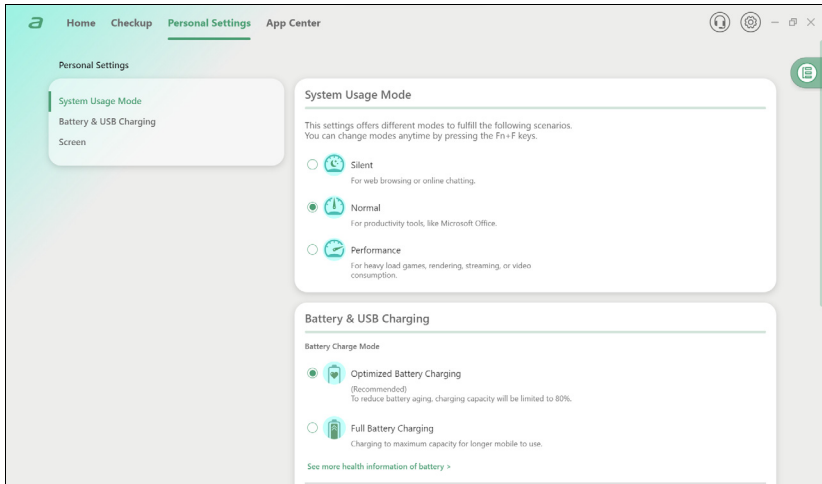 a
Home Checkup Personal Settings App Center
Personal Settings
System Usage Mode
Battery & USB Charging
Screen
System Usage Mode
This settings offers different modes to fulfill the following scenarios.
You can change modes anytime by pressing the Fn+F keys.
Silent
For web browsing or online chatting.
Normal
For productivity tools, like Microsoft Office.
Performance
For heavy load games, rendering, streaming, or video
consumption.
Battery & USB Charging
Battery Charge Mode
Optimized Battery Charging
(Recommended)
To reduce battery aging, charging capacity will be limited to 80%.
Full Battery Charging
Charging to maximum capacity for longer mobile to use.
See more health information of battery >